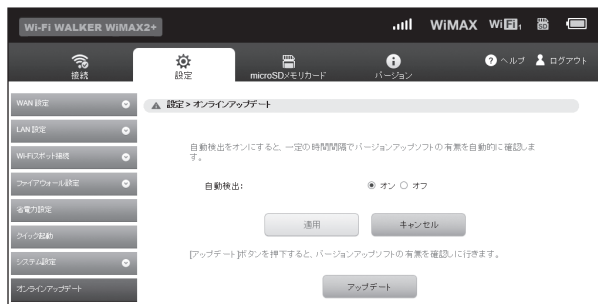 Wi-Fi WALKER WiMAX2+
WiMAX WiFi1
接続
設定
microSDメモリカード
バージョン
? ヘルプ
ログアウト
WAN 設定
LAN 設定
Wi-Fiスポット接続
ファイアウォール設定
省電力設定
クイック起動
システム設定
オンラインアップデート
設定 > オンラインアップデート
自動検出をオンにすると、一定の時間間隔でバージョンアップソフトの有無を自動的に確認しま
す。
自動検出: オン オフ
適用 キャンセル
[アップデート]ボタンを押下すると、バージョンアップソフトの有無を確認しに行きます。
アップデート